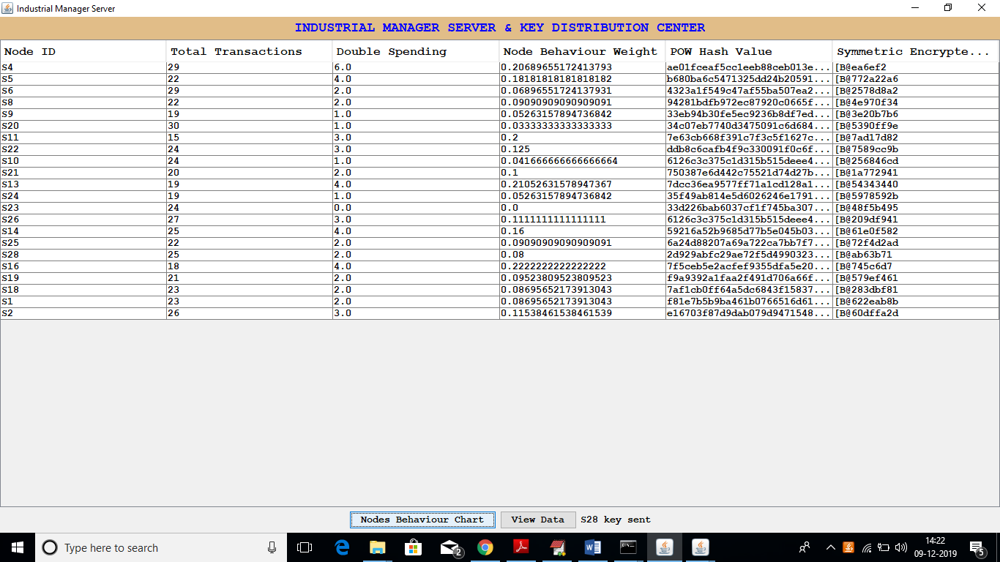 Industrial Manager Server
INDUSTRIAL MANAGER SERVER & KEY DISTRIBUTION CENTER
Node ID Total Transactions Double Spending Node Behaviour Weight POW Hash Value Symmetric Encrypte...
S4 29 6.0 0.20689655172413793 ae01fceaf5cc1eeb88ceb013e... [B@ea6ef2
S5 22 4.0 0.18181818181818182 b680ba6c5471325dd24b20591... [B@772a22a6
S6 29 2.0 0.06896551724137931 4323a1f549c47af55ba507ea2... [B@2578d8a2
S8 22 2.0 0.09090909090909091 94281bdfb972ec87920c0665f... [B@4e970f34
S9 19 1.0 0.05263157894736842 33eb94b30fe5ec9236b8df7ed... [B@3e20b7b6
S20 30 1.0 0.03333333333333333 34c07eb7740d3475091c6d684... [B@5390ff9e
S11 15 3.0 0.2 7e63cb668f391c7f3c5f1627c... [B@7ad17d82
S22 24 3.0 0.125 ddb8c6cafb4f9c330091f0c6f... [B@7589cc9b
S10 24 1.0 0.041666666666666664 6126c3c375c1d315b515deee4... [B@256846cd
S21 20 2.0 0.1 750387e6d442c75521d74d27b... [B@1a772941
S13 19 4.0 0.21052631578947367 7dcc36ea9577ff71a1cd128a1... [B@54343440
S24 19 1.0 0.05263157894736842 35f49ab814e5d6026246e1791... [B@5978592b
S23 24 0.0 0.0 33d226bab6037cf1f745ba307... [B@48f5b495
S26 27 3.0 0.1111111111111111 6126c3c375c1d315b515deee4... [B@209df941
S14 25 4.0 0.16 59216a52b9685d77b5e045b03... [B@61e0f582
S25 22 2.0 0.09090909090909091 6a24d88207a69a722ca7bb7f7... [B@72f4d2ad
S28 25 2.0 0.08 2d929abfc29ae72f5d4990323... [B@ab63b71
S16 18 4.0 0.2222222222222222 7f5ceb5e2acfef9355dfa5e20... [B@745c6d7
S19 21 2.0 0.09523809523809523 f9a9392a1faa2f491d706a66f... [B@579ef461
S18 23 2.0 0.08695652173913043 7af1cb0ff64a5dc6843f15837... [B@283dbf81
S1 23 2.0 0.08695652173913043 f81e7b5b9ba461b0766516d61... [B@622eab8b
S2 26 3.0 0.11538461538461539 e16703f87d9dab079d9471548... [B@60dffa2d
Nodes Behaviour Chart View Data S28 key sent
Type here to search 2 14:22
09-12-2019 5